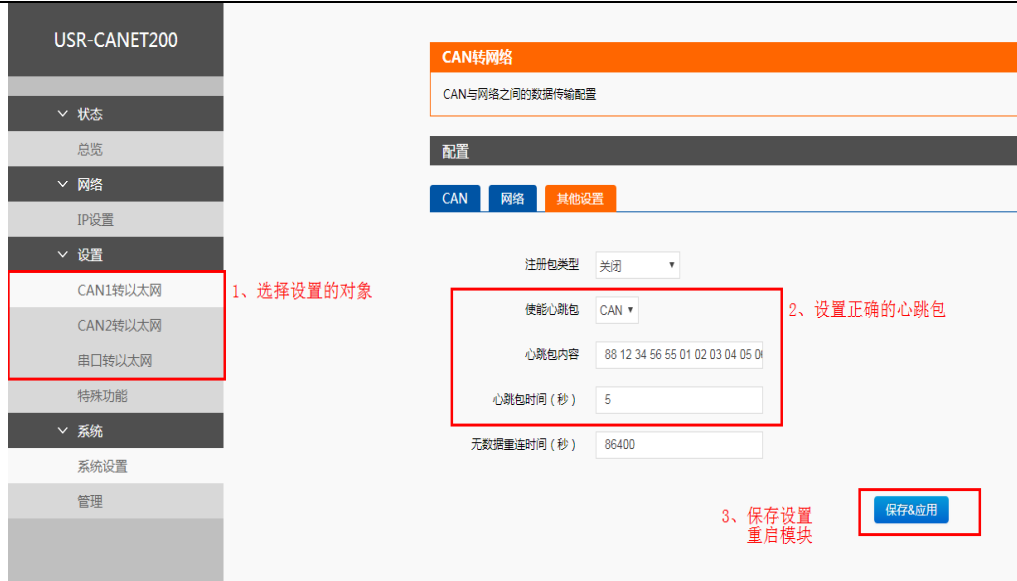 USR-CANET200
状态
总览
网络
IP设置
设置
CAN1转以太网
CAN2转以太网
串口转以太网
特殊功能
系统
系统设置
管理
1、选择设置的对象
CAN转网络
CAN与网络之间的数据传输配置
配置
CAN 网络 其他设置
注册包类型 关闭
使能心跳包 CAN
心跳包内容 88 12 34 56 55 01 02 03 04 05
心跳包时间（秒） 5
无数据重连时间（秒） 86400
2、设置正确的心跳包
保存&应用
3、保存设置
重启模块